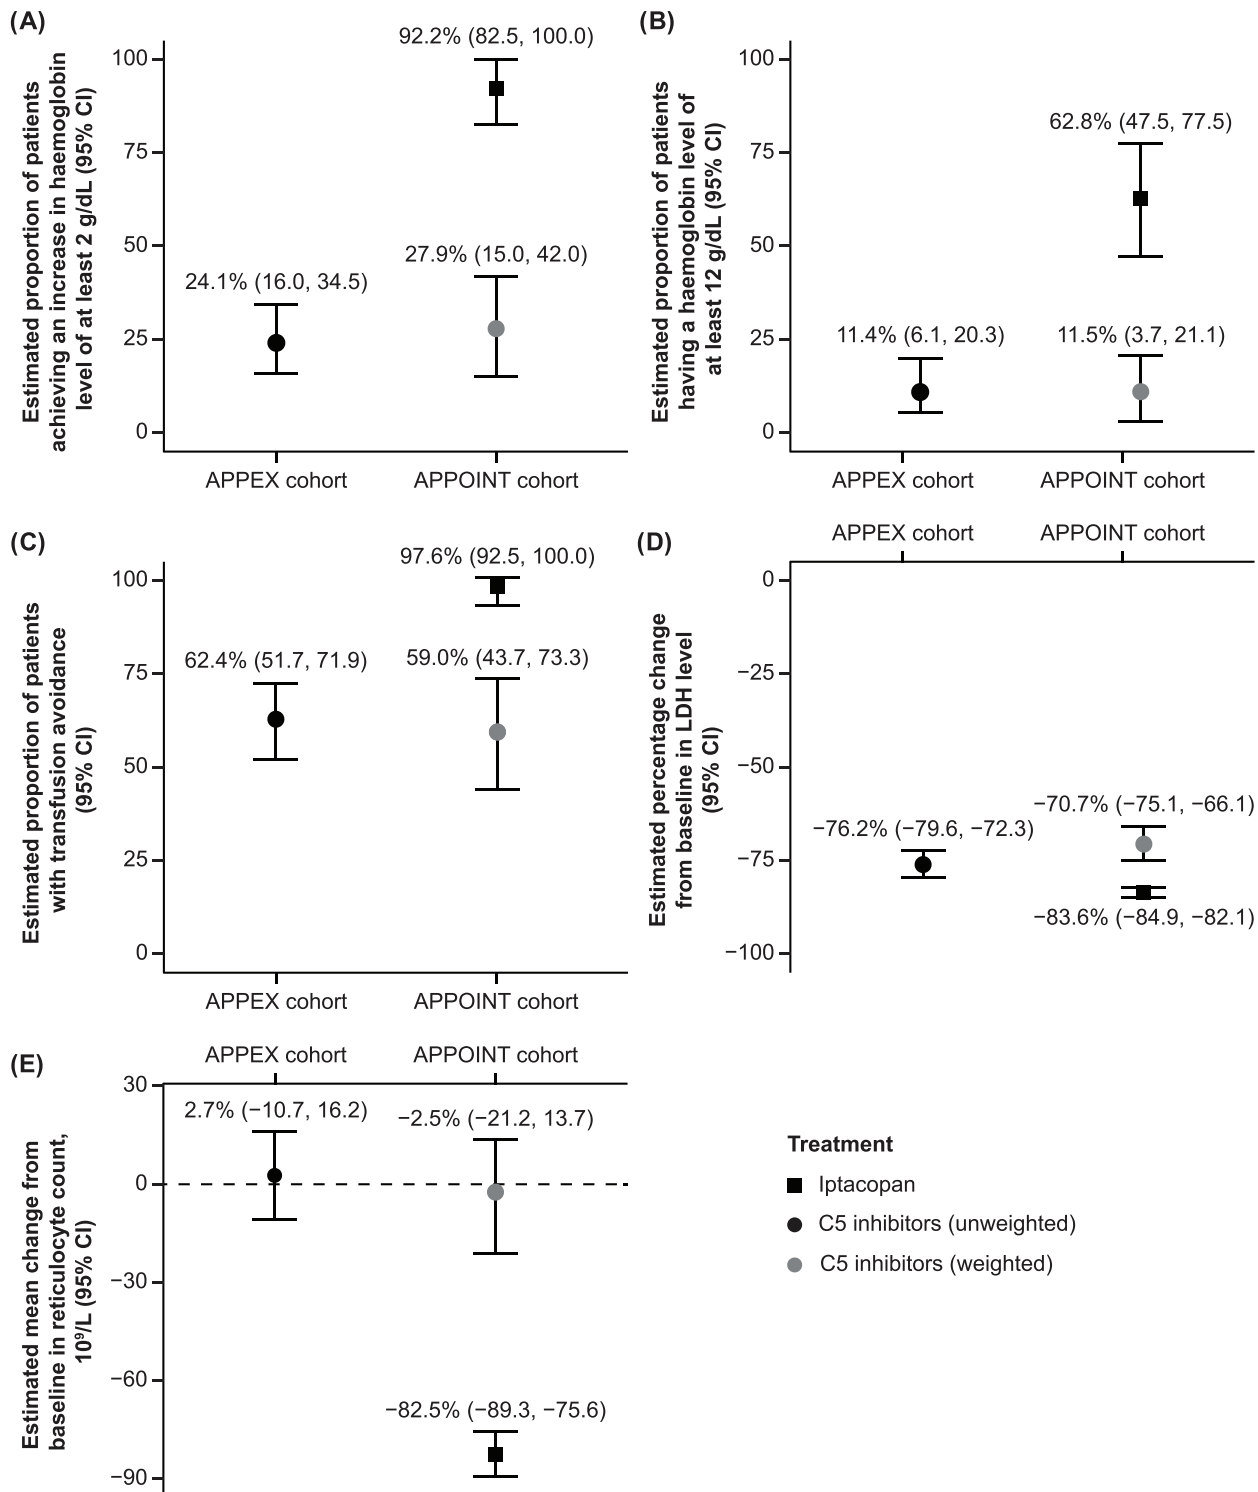 (A)
Estimated proportion of patients
achieving an increase in haemoglobin
level of at least 2 g/dL (95% CI)
100
75
50
25
0
92.2% (82.5, 100.0)
27.9% (15.0, 42.0)
24.1% (16.0, 34.5)
APPEX cohort
APPOINT cohort
(B)
Estimated proportion of patients
having a haemoglobin level of
at least 12 g/dL (95% CI)
100
75
50
25
0
62.8% (47.5, 77.5)
11.4% (6.1, 20.3)
11.5% (3.7, 21.1)
APPEX cohort
APPOINT cohort
(C)
Estimated proportion of patients
with transfusion avoidance
(95% CI)
100
75
50
25
0
97.6% (92.5, 100.0)
62.4% (51.7, 71.9)
59.0% (43.7, 73.3)
APPEX cohort
APPOINT cohort
(D)
APPEX cohort
APPOINT cohort
Estimated percentage change
from baseline in LDH level
(95% CI)
0
−25
−50
−75
−100
−70.7% (−75.1, −66.1)
−76.2% (−79.6, −72.3)
−83.6% (−84.9, −82.1)
(E)
APPEX cohort
APPOINT cohort
Estimated mean change from
baseline in reticulocyte count,
10⁹/L (95% CI)
30
0
−30
−60
−90
2.7% (−10.7, 16.2)
−2.5% (−21.2, 13.7)
−82.5% (−89.3, −75.6)
Treatment
Iptacopan
C5 inhibitors (unweighted)
C5 inhibitors (weighted)